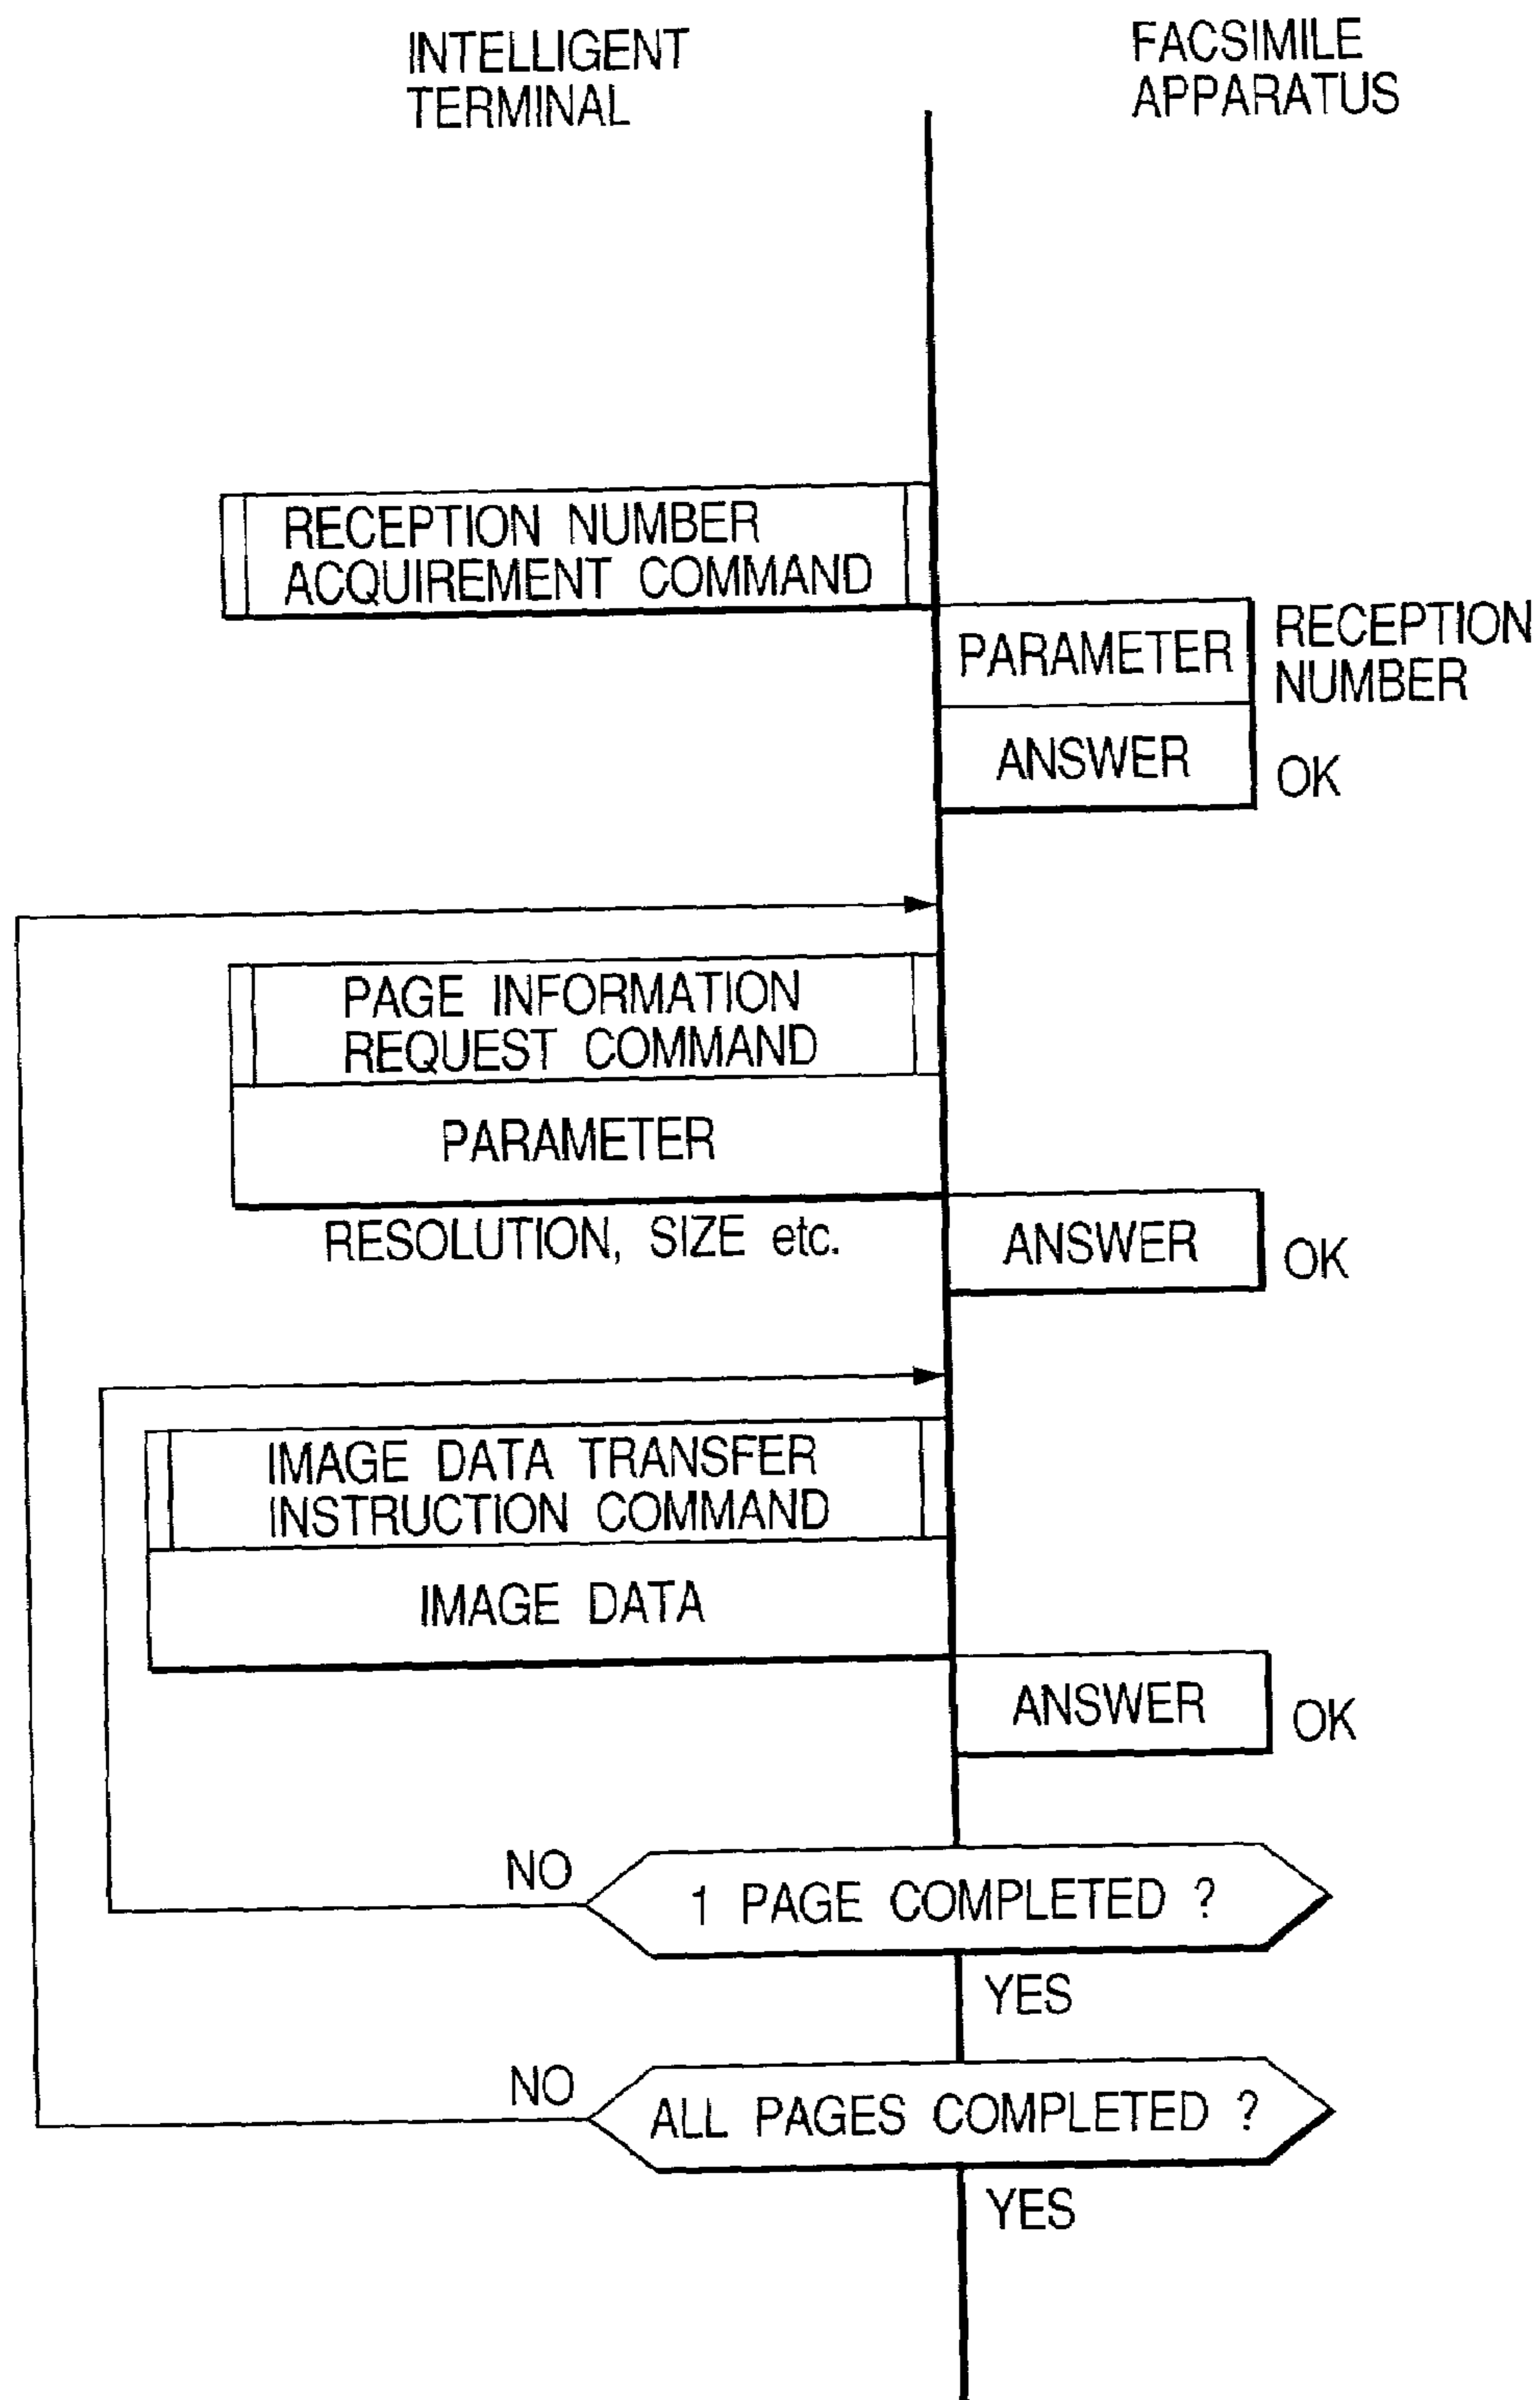 INTELLIGENT
TERMINAL
FACSIMILE
APPARATUS
RECEPTION NUMBER
ACQUIREMENT COMMAND
PARAMETER
RECEPTION
NUMBER
ANSWER
OK
PAGE INFORMATION
REQUEST COMMAND
PARAMETER
RESOLUTION, SIZE etc.
ANSWER
OK
IMAGE DATA TRANSFER
INSTRUCTION COMMAND
IMAGE DATA
ANSWER
OK
NO
1 PAGE COMPLETED ?
YES
NO
ALL PAGES COMPLETED ?
YES